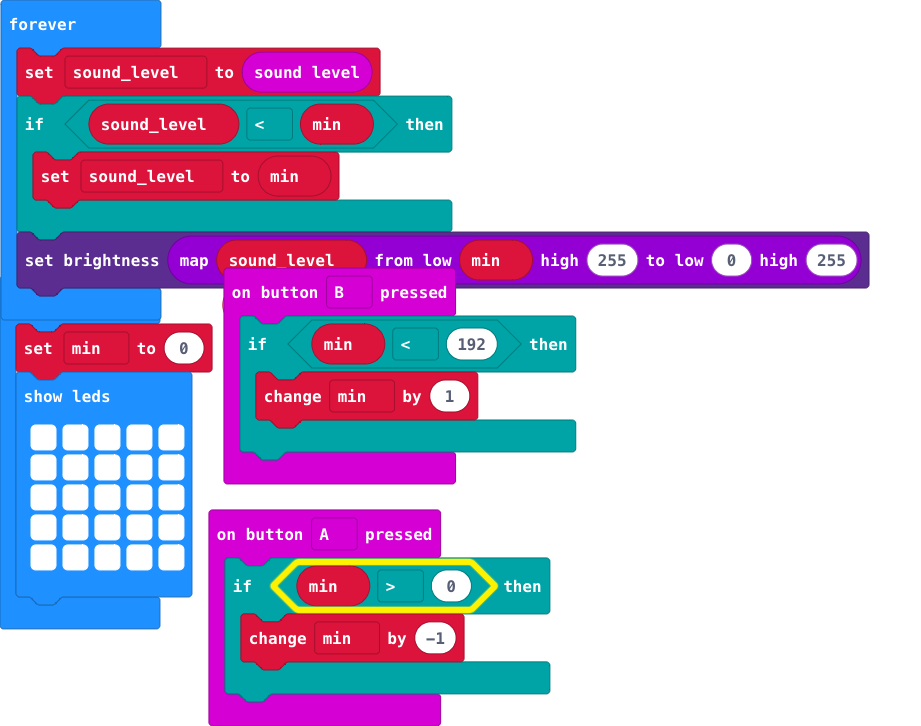 forever
set sound_level to sound level
if sound_level < min then
set sound_level to min
set brightness map sound_level from low min high 255 to low 0 high 255
on button B pressed
if min < 192 then
change min by 1
set min to 0
show leds
on button A pressed
if min > 0 then
change min by -1